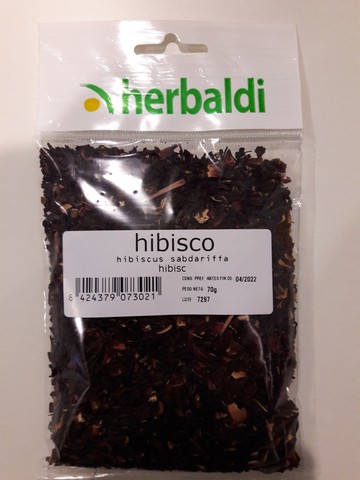 herbaldi
hibisco
hibiscus sabdariffa
hibisc
CONS. PREF. ANTES FIN DE: 04/2022
PESO NETO 70g.
LOTE 7297
8 424379 073021